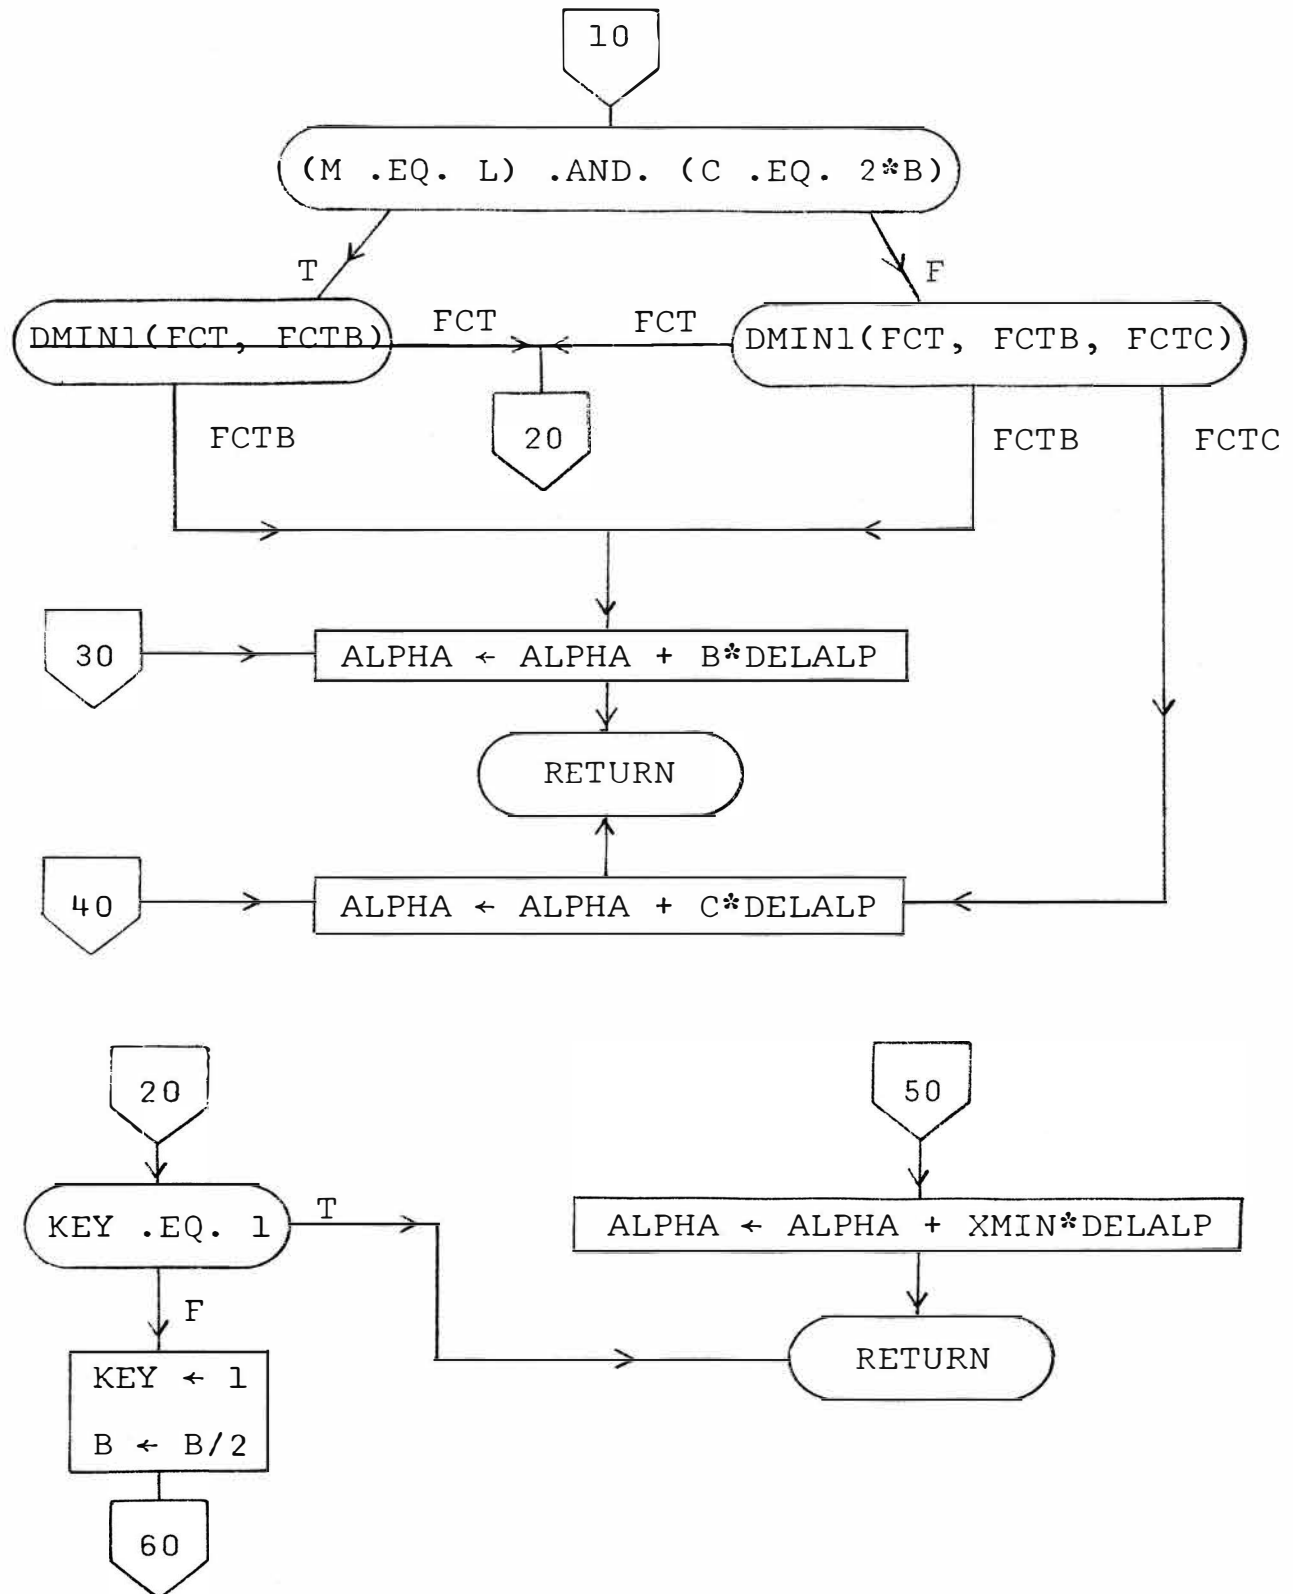 10
(M .EQ. L) .AND. (C .EQ. 2*B)
T
F
DMIN1(FCT, FCTB)
FCT
FCT
DMIN1(FCT, FCTB, FCTC)
FCTB
20
FCTB
FCTC
30
ALPHA ← ALPHA + B*DELALP
RETURN
40
ALPHA ← ALPHA + C*DELALP
20
50
KEY .EQ. 1
T
ALPHA ← ALPHA + XMIN*DELALP
F
RETURN
KEY ← 1
B ← B/2
60